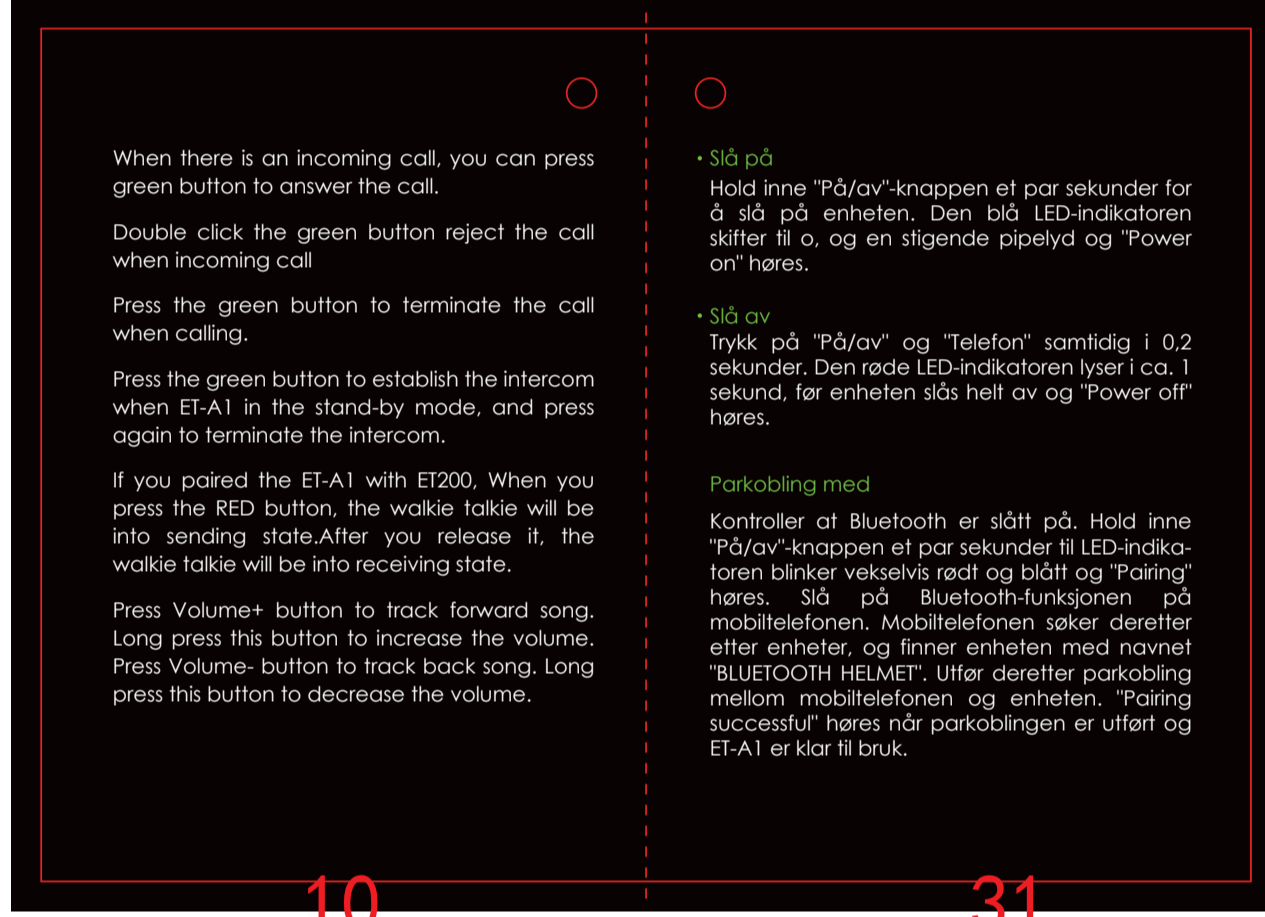 When there is an incoming call, you can press
green button to answer the call.
Double click the green button reject the call
when incoming call
Press the green button to terminate the call
when calling.
Press the green button to establish the intercom
when ET-A1 in the stand-by mode, and press
again to terminate the intercom.
If you paired the ET-A1 with ET200, When you
press the RED button, the walkie talkie will be
into sending state.After you release it, the
walkie talkie will be into receiving state.
Press Volume+ button to track forward song.
Long press this button to increase the volume.
Press Volume- button to track back song. Long
press this button to decrease the volume.
10
• Slå på
Hold inne "På/av"-knappen et par sekunder for
å slå på enheten. Den blå LED-indikatoren
skifter til o, og en stigende pipelyd og "Power
on" høres.
• Slå av
Trykk på "På/av" og "Telefon" samtidig i 0,2
sekunder. Den røde LED-indikatoren lyser i ca. 1
sekund, før enheten slås helt av og "Power off"
høres.
Parkobling med
Kontroller at Bluetooth er slått på. Hold inne
"På/av"-knappen et par sekunder til LED-indika-
toren blinker vekselvis rødt og blått og "Pairing"
høres. Slå på Bluetooth-funksjonen på
mobiltelefonen. Mobiltelefonen søker deretter
etter enheter, og finner enheten med navnet
"BLUETOOTH HELMET". Utfør deretter parkobling
mellom mobiltelefonen og enheten. "Pairing
successful" høres når parkoblingen er utført og
ET-A1 er klar til bruk.
31